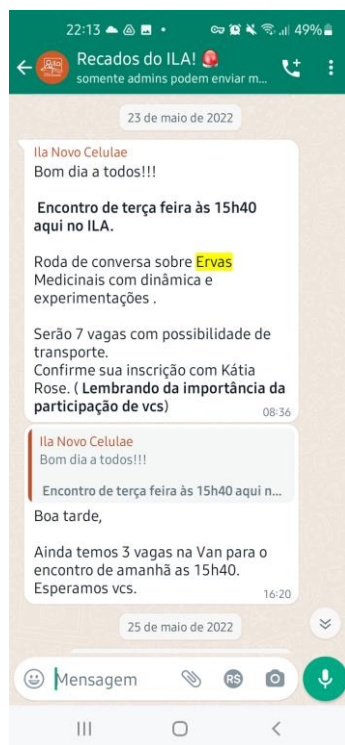 22:13
49%
Recados do ILA!
somente admins podem enviar m...
23 de maio de 2022
Ila Novo Celulae
Bom dia a todos!!!
Encontro de terça feira às 15h40
aqui no ILA.
Roda de conversa sobre Ervas
Medicinais com dinâmica e
experimentações .
Serão 7 vagas com possibilidade de
transporte.
Confirme sua inscrição com Kátia
Rose. ( Lembrando da importância da
participação de vcs)
08:36
Ila Novo Celulae
Bom dia a todos!!!
Encontro de terça feira às 15h40 aqui n...
Boa tarde,
Ainda temos 3 vagas na Van para o
encontro de amanhã as 15h40.
Esperamos vcs.
16:20
25 de maio de 2022
Mensagem
R$